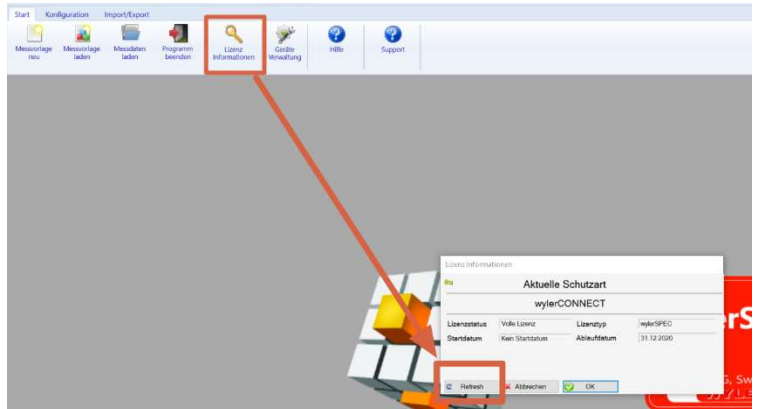 Start Konfiguration Import/Export
Messvorlage neu
Messvorlage laden
Messdaten laden
Programm beenden
Lizenz Informationen
Geräte Verwaltung
Hilfe
Support
Lizenz Informationen
Aktuelle Schutzart
wylerCONNECT
Lizenzstatus Volle Lizenz Lizenztyp wylerSPEC
Startdatum Kein Startdatum Ablaufdatum 31.12.2020
Refresh Abbrechen OK